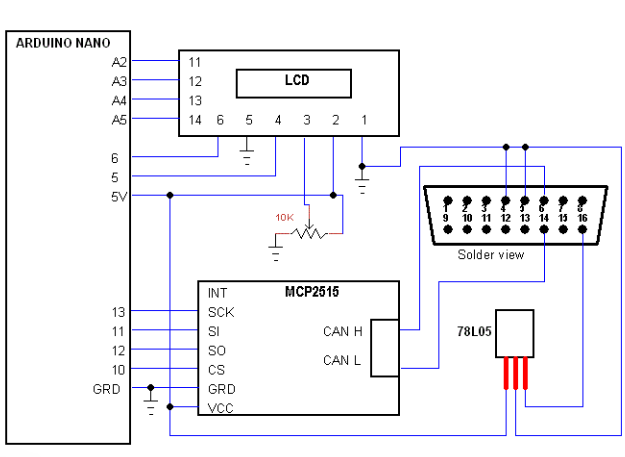 ARDUINO NANO
A2
A3
A4
A5
6
5
5V
13
11
12
10
GRD
11
12
13
14 6 5 4 3 2 1
LCD
10K
1 2 3 4 5 6 7 8
9 10 11 12 13 14 15 16
Solder view
INT
MCP2515
SCK
SI
SO
CS
GRD
VCC
CAN H
CAN L
78L05